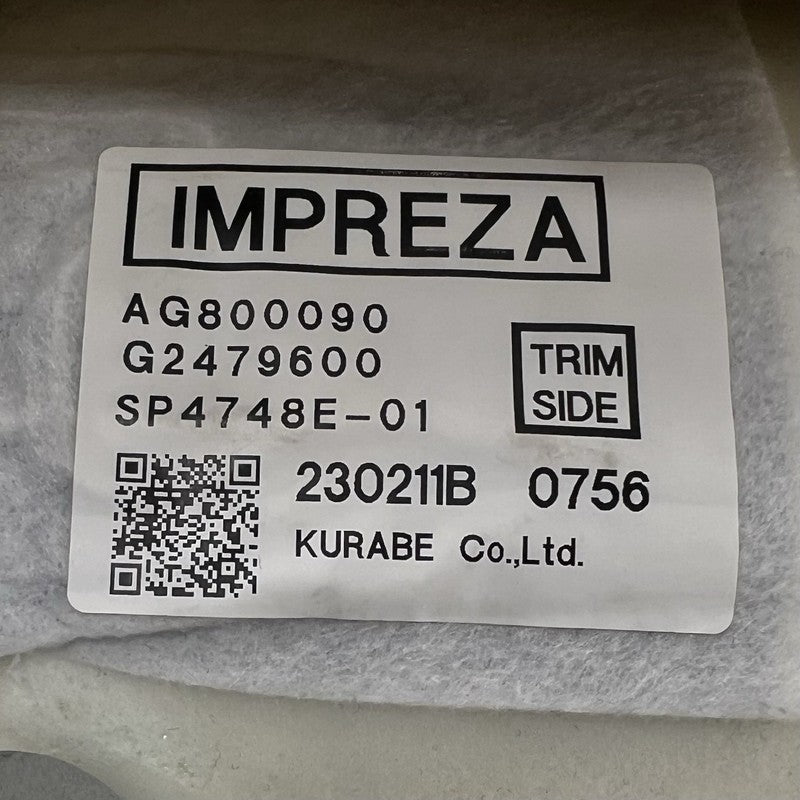 IMPREZA
AG800090
G2479600
SP4748E-01
TRIM
SIDE
230211B 0756
KURABE Co.,Ltd.